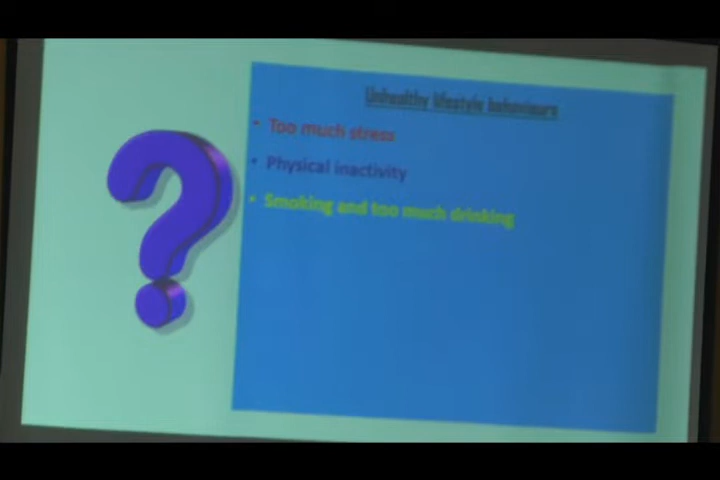 Unhealthy lifestyle behaviours
• Too much stress
• Physical inactivity
• Smoking and too much drinking